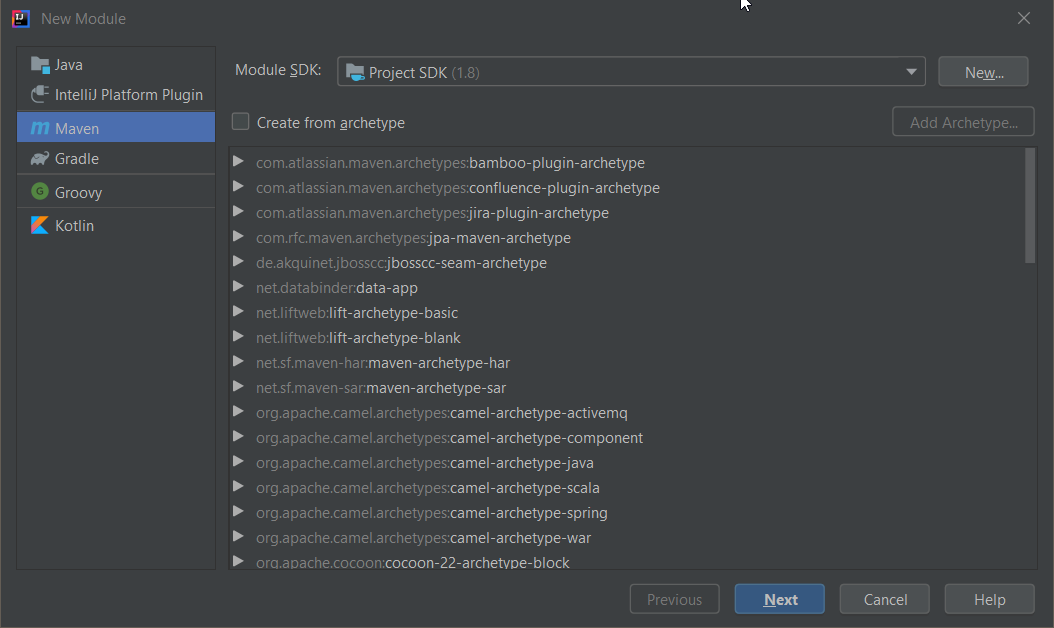 New Module
Java
IntelliJ Platform Plugin
Maven
Gradle
Groovy
Kotlin
Module SDK: Project SDK (1.8) New...
Create from archetype Add Archetype...
com.atlassian.maven.archetypes:bamboo-plugin-archetype
com.atlassian.maven.archetypes:confluence-plugin-archetype
com.atlassian.maven.archetypes:jira-plugin-archetype
com.rfc.maven.archetypes:jpa-maven-archetype
de.akquinet.jbosscc:jbosscc-seam-archetype
net.databinder:data-app
net.liftweb:lift-archetype-basic
net.liftweb:lift-archetype-blank
net.sf.maven-har:maven-archetype-har
net.sf.maven-sar:maven-archetype-sar
org.apache.camel.archetypes:camel-archetype-activemq
org.apache.camel.archetypes:camel-archetype-component
org.apache.camel.archetypes:camel-archetype-java
org.apache.camel.archetypes:camel-archetype-scala
org.apache.camel.archetypes:camel-archetype-spring
org.apache.camel.archetypes:camel-archetype-war
org.apache.cocoon:cocoon-22-archetype-block
Previous Next Cancel Help